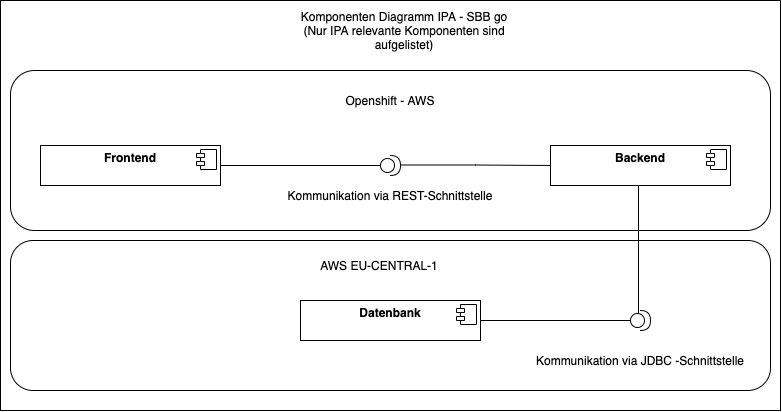 Komponenten Diagramm IPA - SBB go
(Nur IPA relevante Komponenten sind
aufgelistet)
Openshift - AWS
Frontend
Backend
Kommunikation via REST-Schnittstelle
AWS EU-CENTRAL-1
Datenbank
Kommunikation via JDBC -Schnittstelle